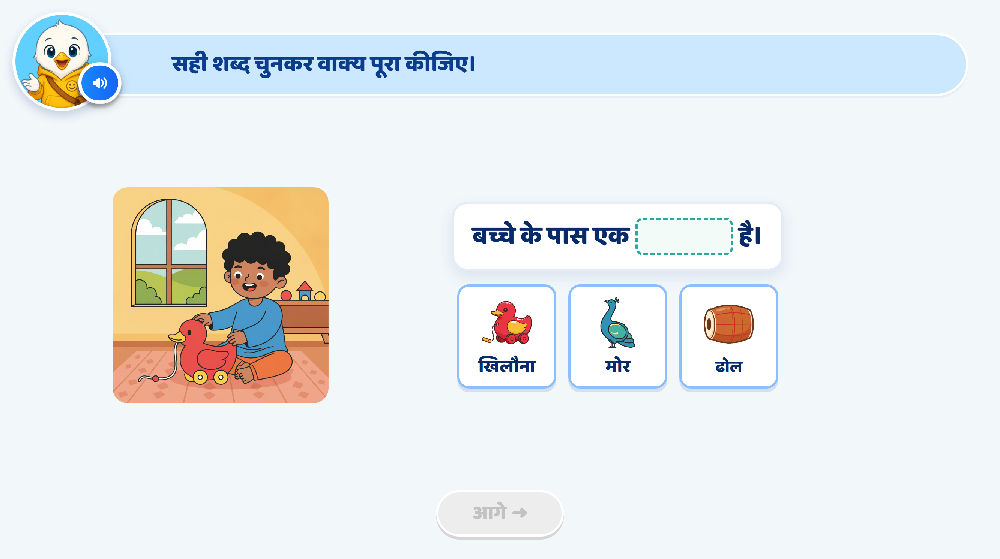 सही शब्द चुनकर वाक्य पूरा कीजिए।
बच्चे के पास एक है।
खिलौना
मोर
ढोल
आगे →